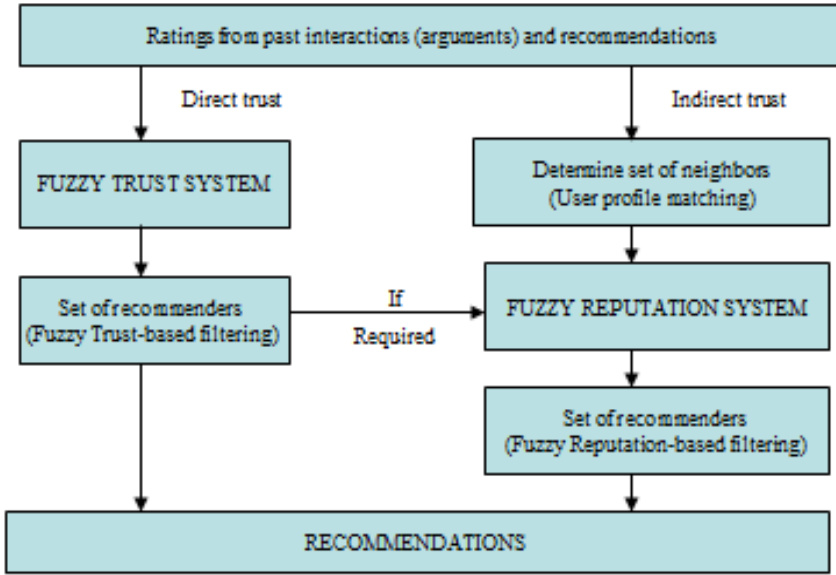 Ratings from past interactions (arguments) and recommendations
Direct trust
Indirect trust
FUZZY TRUST SYSTEM
Determine set of neighbors
(User profile matching)
Set of recommenders
(Fuzzy Trust-based filtering)
If
Required
FUZZY REPUTATION SYSTEM
Set of recommenders
(Fuzzy Reputation-based filtering)
RECOMMENDATIONS